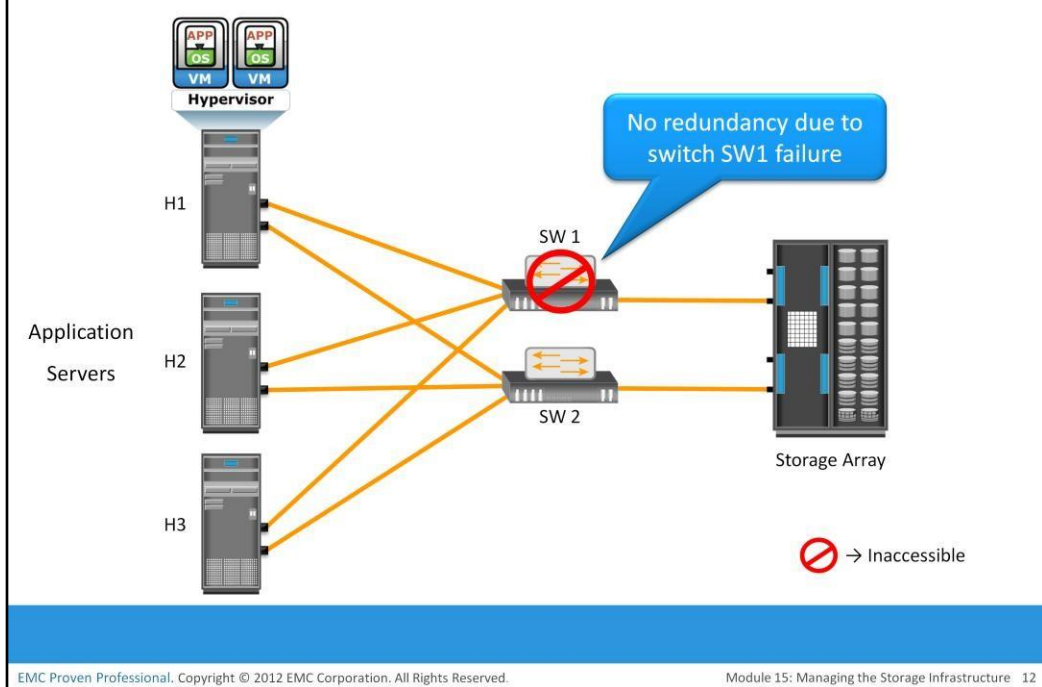 APP APP
OS OS
VM VM
Hypervisor
No redundancy due to
switch SW1 failure
H1
SW 1
Application
Servers
H2
SW 2
Storage Array
H3
→ Inaccessible
EMC Proven Professional. Copyright © 2012 EMC Corporation. All Rights Reserved.
Module 15: Managing the Storage Infrastructure 12